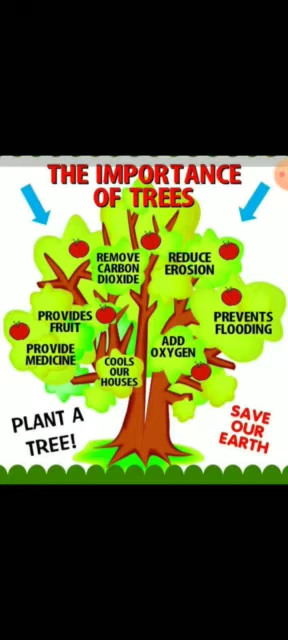 THE IMPORTANCE
OF TREES
REMOVE
CARBON
DIOXIDE
REDUCE
EROSION
PROVIDES
FRUIT
PREVENTS
FLOODING
PROVIDE
MEDICINE
COOLS
OUR
HOUSES
ADD
OXYGEN
PLANT A
TREE!
SAVE
OUR
EARTH